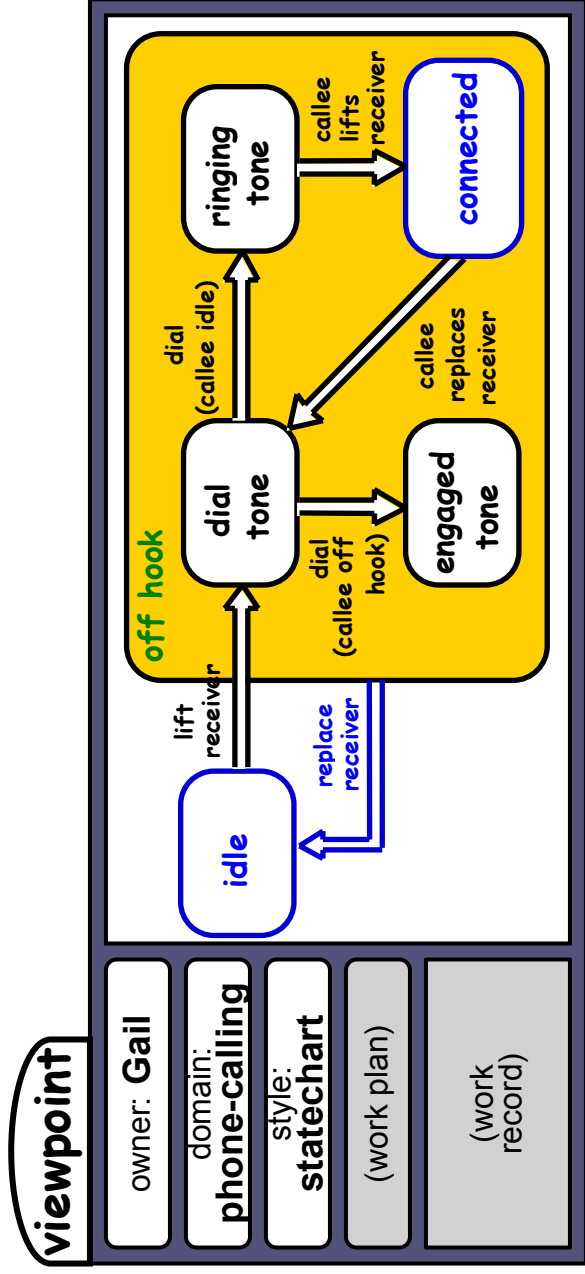 viewpoint
owner: Gail
domain:
phone-calling
style:
statechart
(work plan)
(work
record)
off hook
idle
lift
receiver
replace
receiver
dial
tone
dial
(callee idle)
ringing
tone
dial
(callee off
hook)
engaged
tone
callee
replaces
receiver
callee
lifts
receiver
connected